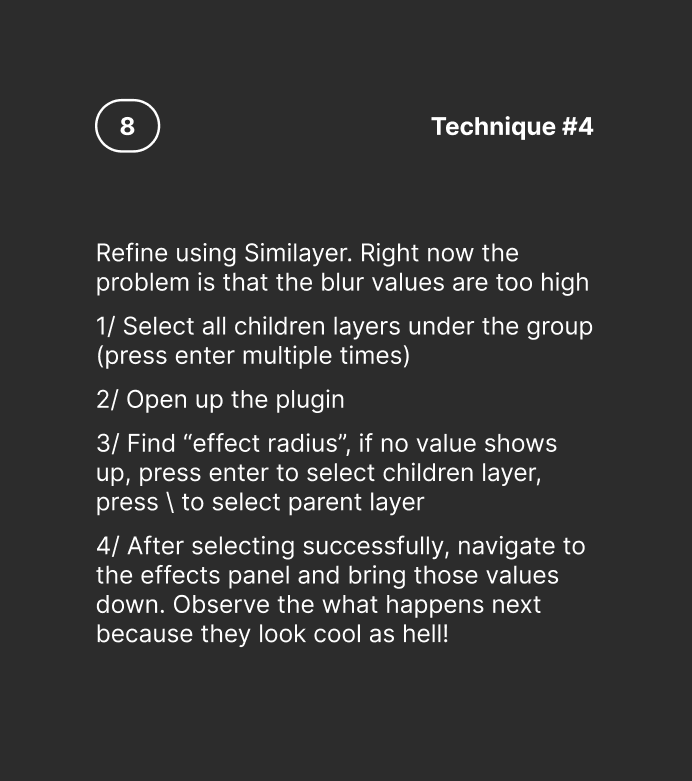 8
Technique #4
Refine using Similayer. Right now the
problem is that the blur values are too high
1/ Select all children layers under the group
(press enter multiple times)
2/ Open up the plugin
3/ Find “effect radius”, if no value shows
up, press enter to select children layer,
press \ to select parent layer
4/ After selecting successfully, navigate to
the effects panel and bring those values
down. Observe the what happens next
because they look cool as hell!